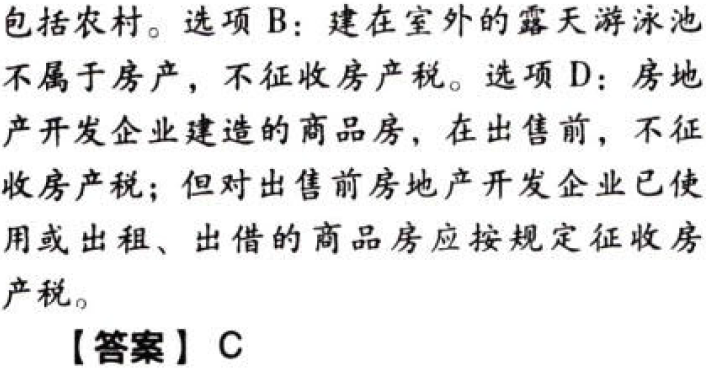 包括农村。选项 B：建在室外的露天游泳池
不属于房产，不征收房产税。选项 D：房地
产开发企业建造的商品房，在出售前，不征
收房产税；但对出售前房地产开发企业已使
用或出租、出借的商品房应按规定征收房
产税。
【答案】 C